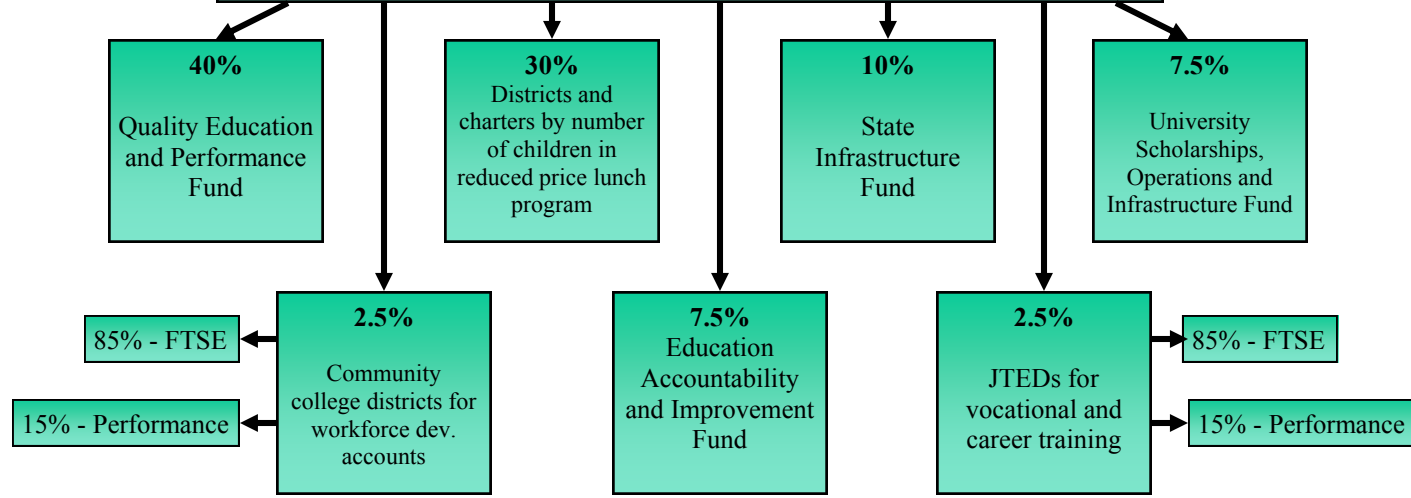 40%
Quality Education
and Performance
Fund
30%
Districts and
charters by number
of children in
reduced price lunch
program
10%
State
Infrastructure
Fund
7.5%
University
Scholarships,
Operations and
Infrastructure Fund
85% - FTSE
15% - Performance
2.5%
Community
college districts for
workforce dev.
accounts
7.5%
Education
Accountability
and Improvement
Fund
2.5%
JTEDs for
vocational and
career training
85% - FTSE
15% - Performance